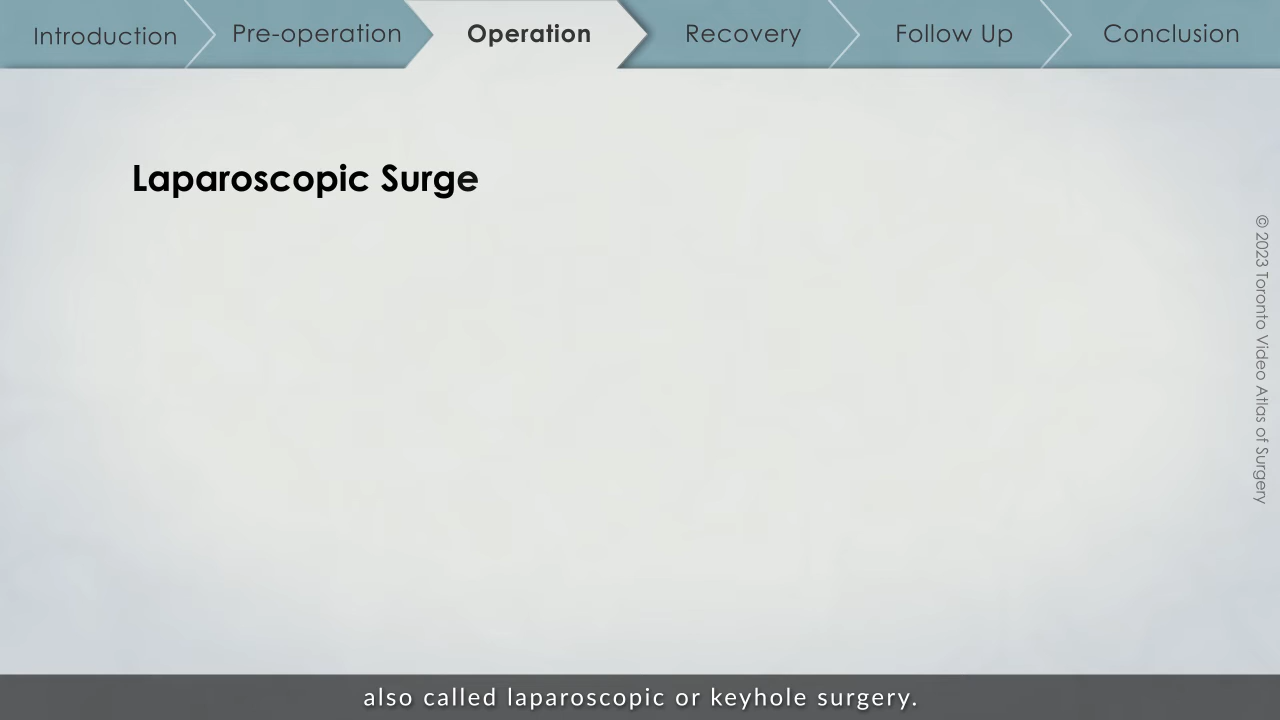 Introduction
Pre-operation
Operation
Recovery
Follow Up
Conclusion
Laparoscopic Surge
© 2023 Toronto Video Atlas of Surgery
also called laparoscopic or keyhole surgery.